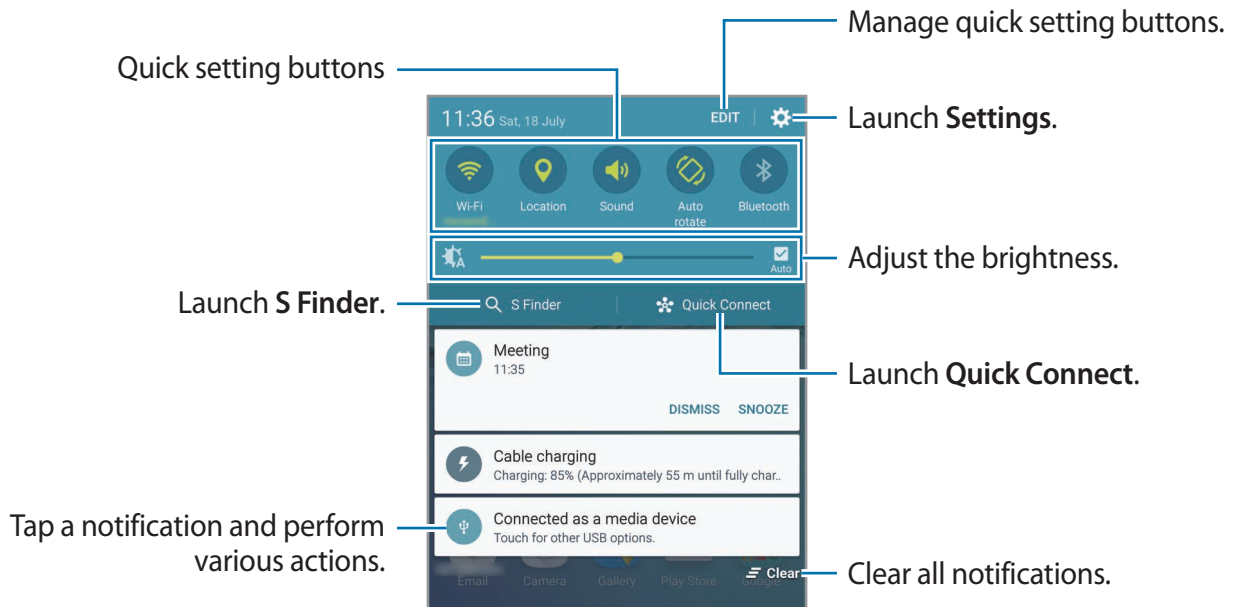 Manage quick setting buttons.
Quick setting buttons
11:36 Sat, 18 July
EDIT
Launch Settings.
Wi-Fi
Location
Sound
Auto
rotate
Bluetooth
Auto
A
Adjust the brightness.
Launch S Finder.
S Finder
Quick Connect
Meeting
11:35
Launch Quick Connect.
DISMISS SNOOZE
Cable charging
Charging: 85% (Approximately 55 m until fully char..
Connected as a media device
Touch for other USB options.
Tap a notification and perform
various actions.
Clear
Clear all notifications.
Email
Camera
Gallery
Play Store
Google